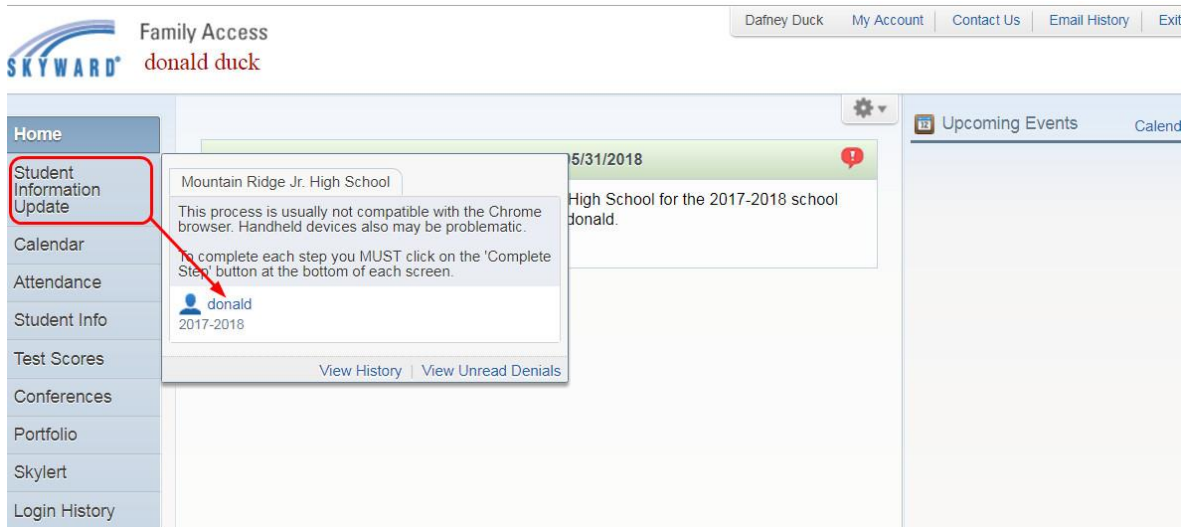 Dafney Duck My Account Contact Us Email History Exit
Family Access
SKYWARD®
donald duck
Home
Student
Information
Update
Calendar
Attendance
Student Info
Test Scores
Conferences
Portfolio
Skylert
Login History
05/31/2018
High School for the 2017-2018 school
donald.
Mountain Ridge Jr. High School
This process is usually not compatible with the Chrome
browser. Handheld devices also may be problematic.
To complete each step you MUST click on the 'Complete
Step' button at the bottom of each screen.
donald
2017-2018
View History | View Unread Denials
12
Upcoming Events
Calend